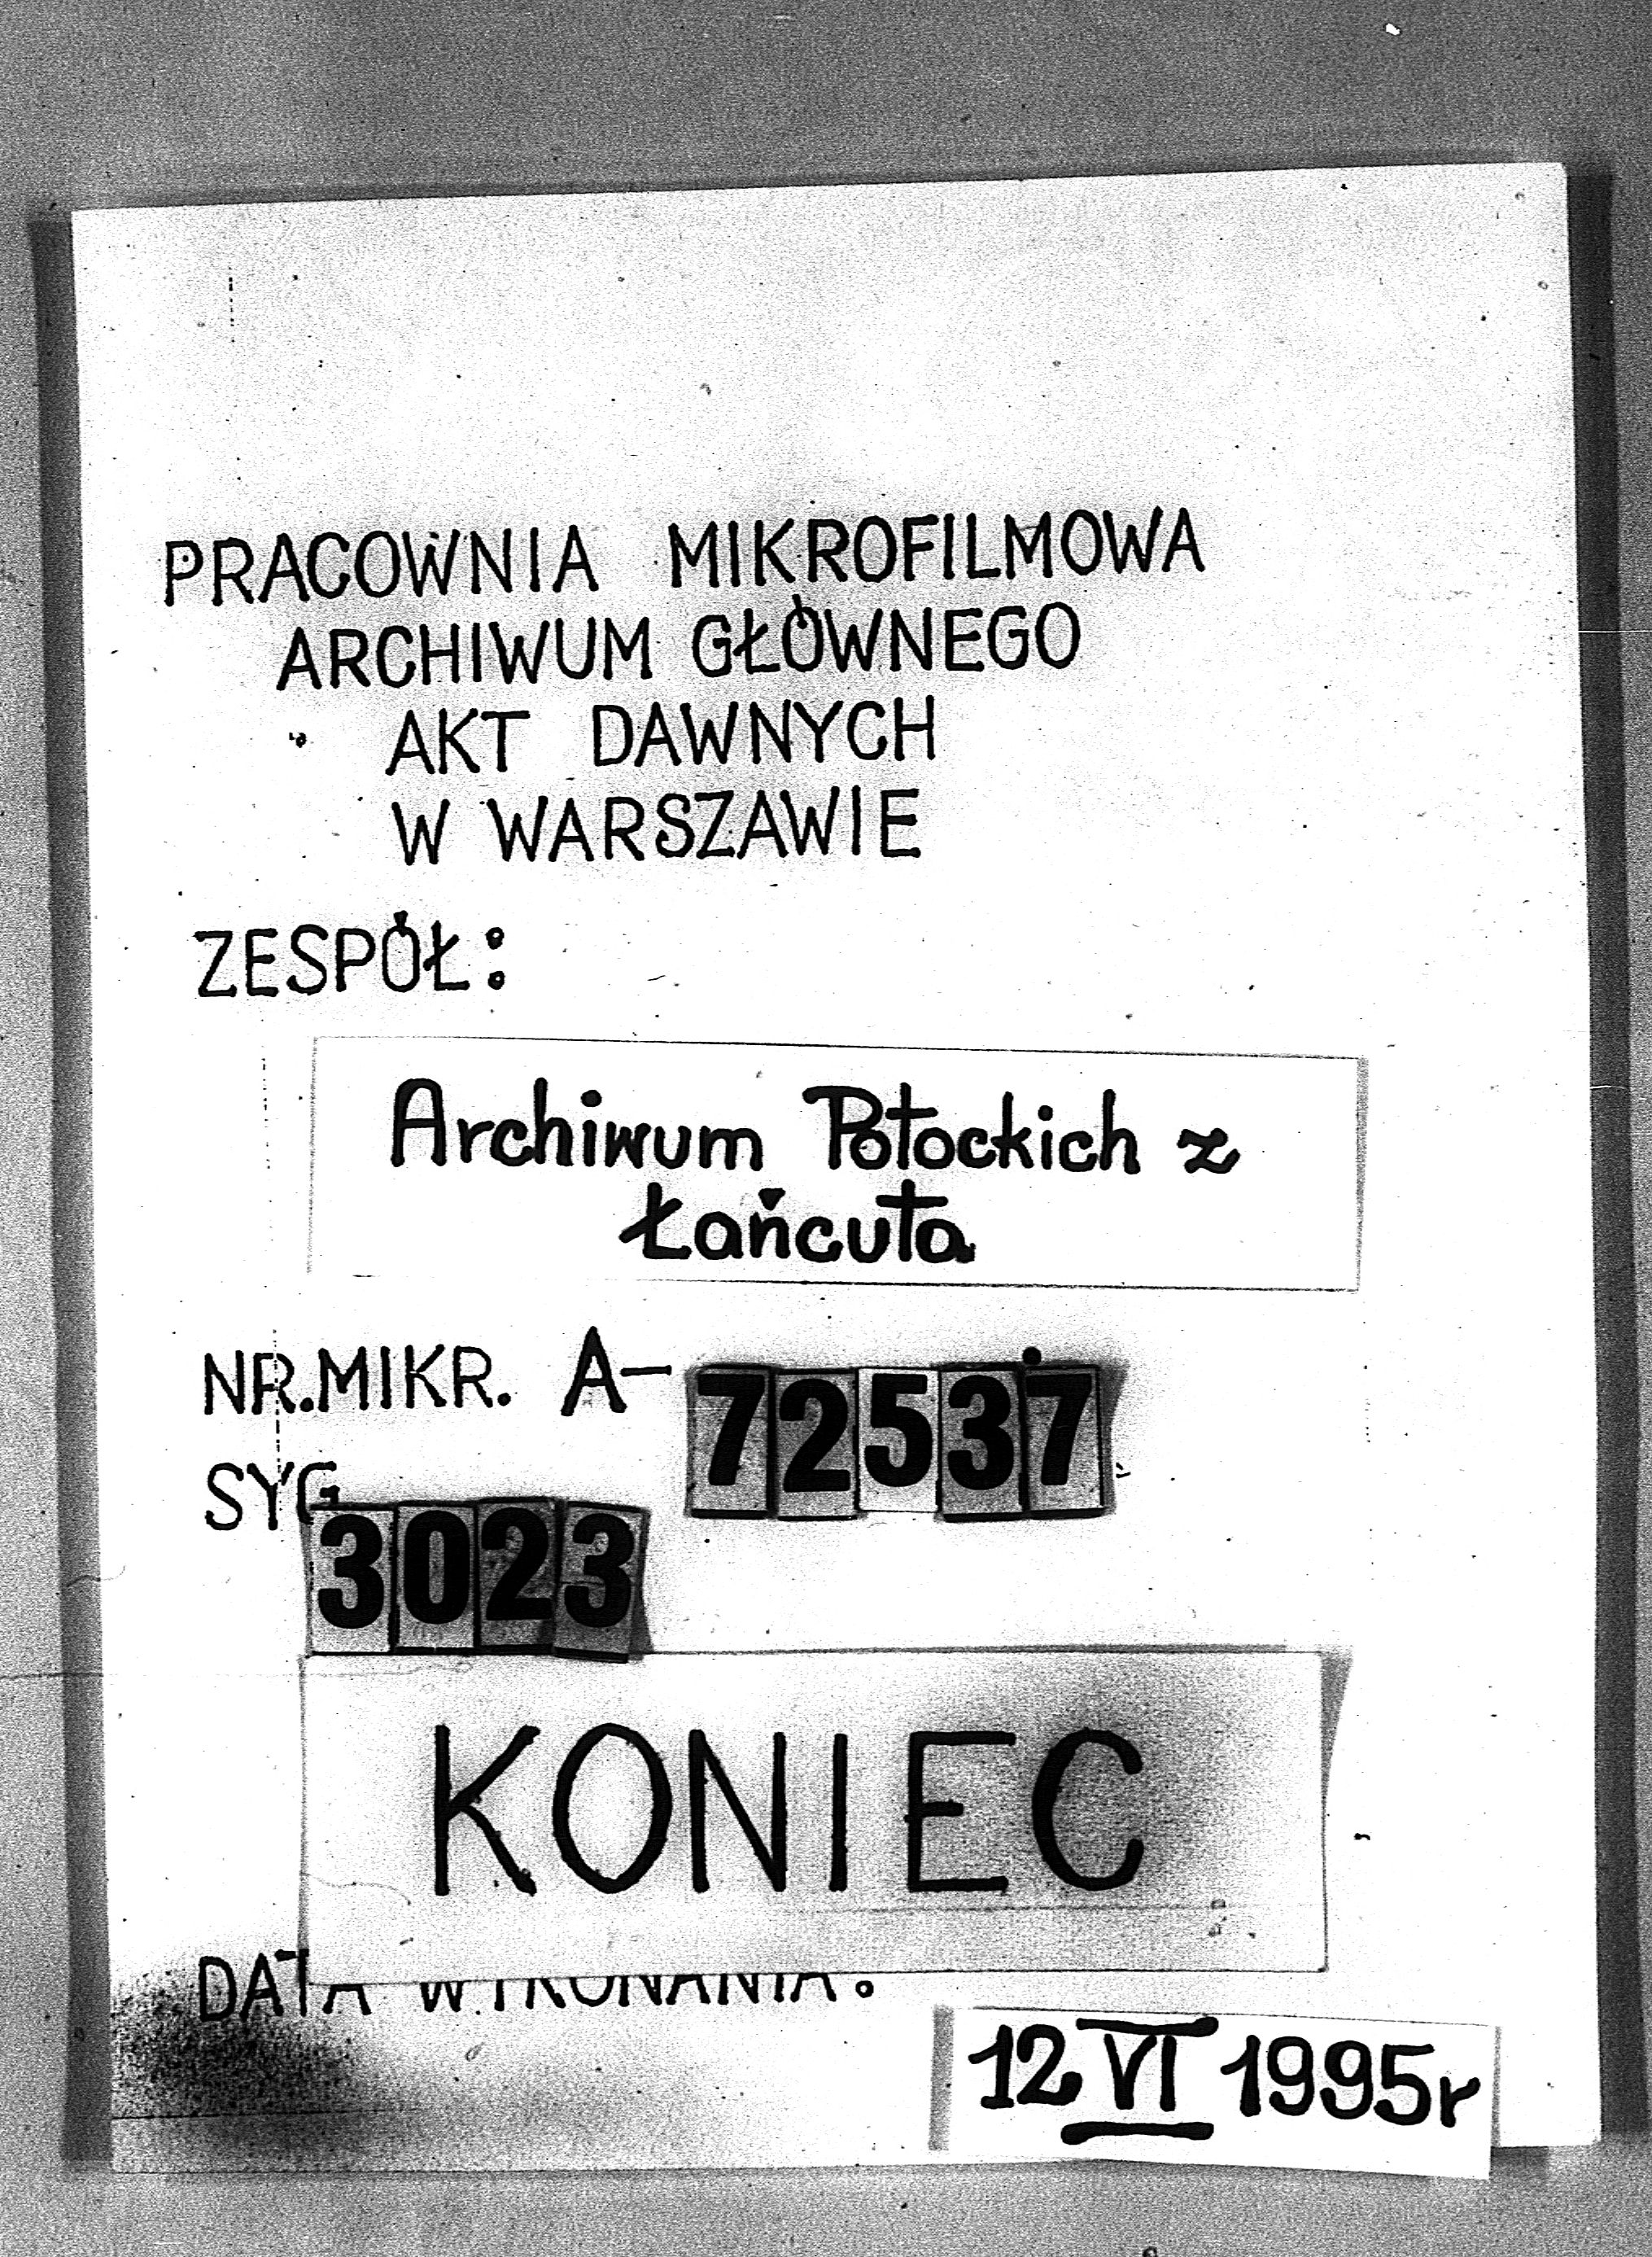 PRACOWNIA MIKROFILMOWA
ARCHIWUM GŁÓWNEGO
AKT DAWNYCH
W WARSZAWIE
ZESPÓŁ:
Archiwum Potockich z
Łańcuta
NR.MIKR. A- 72537
SYG
3023
KONIEC
DATA WYKONANIA:
12 VI 1995r